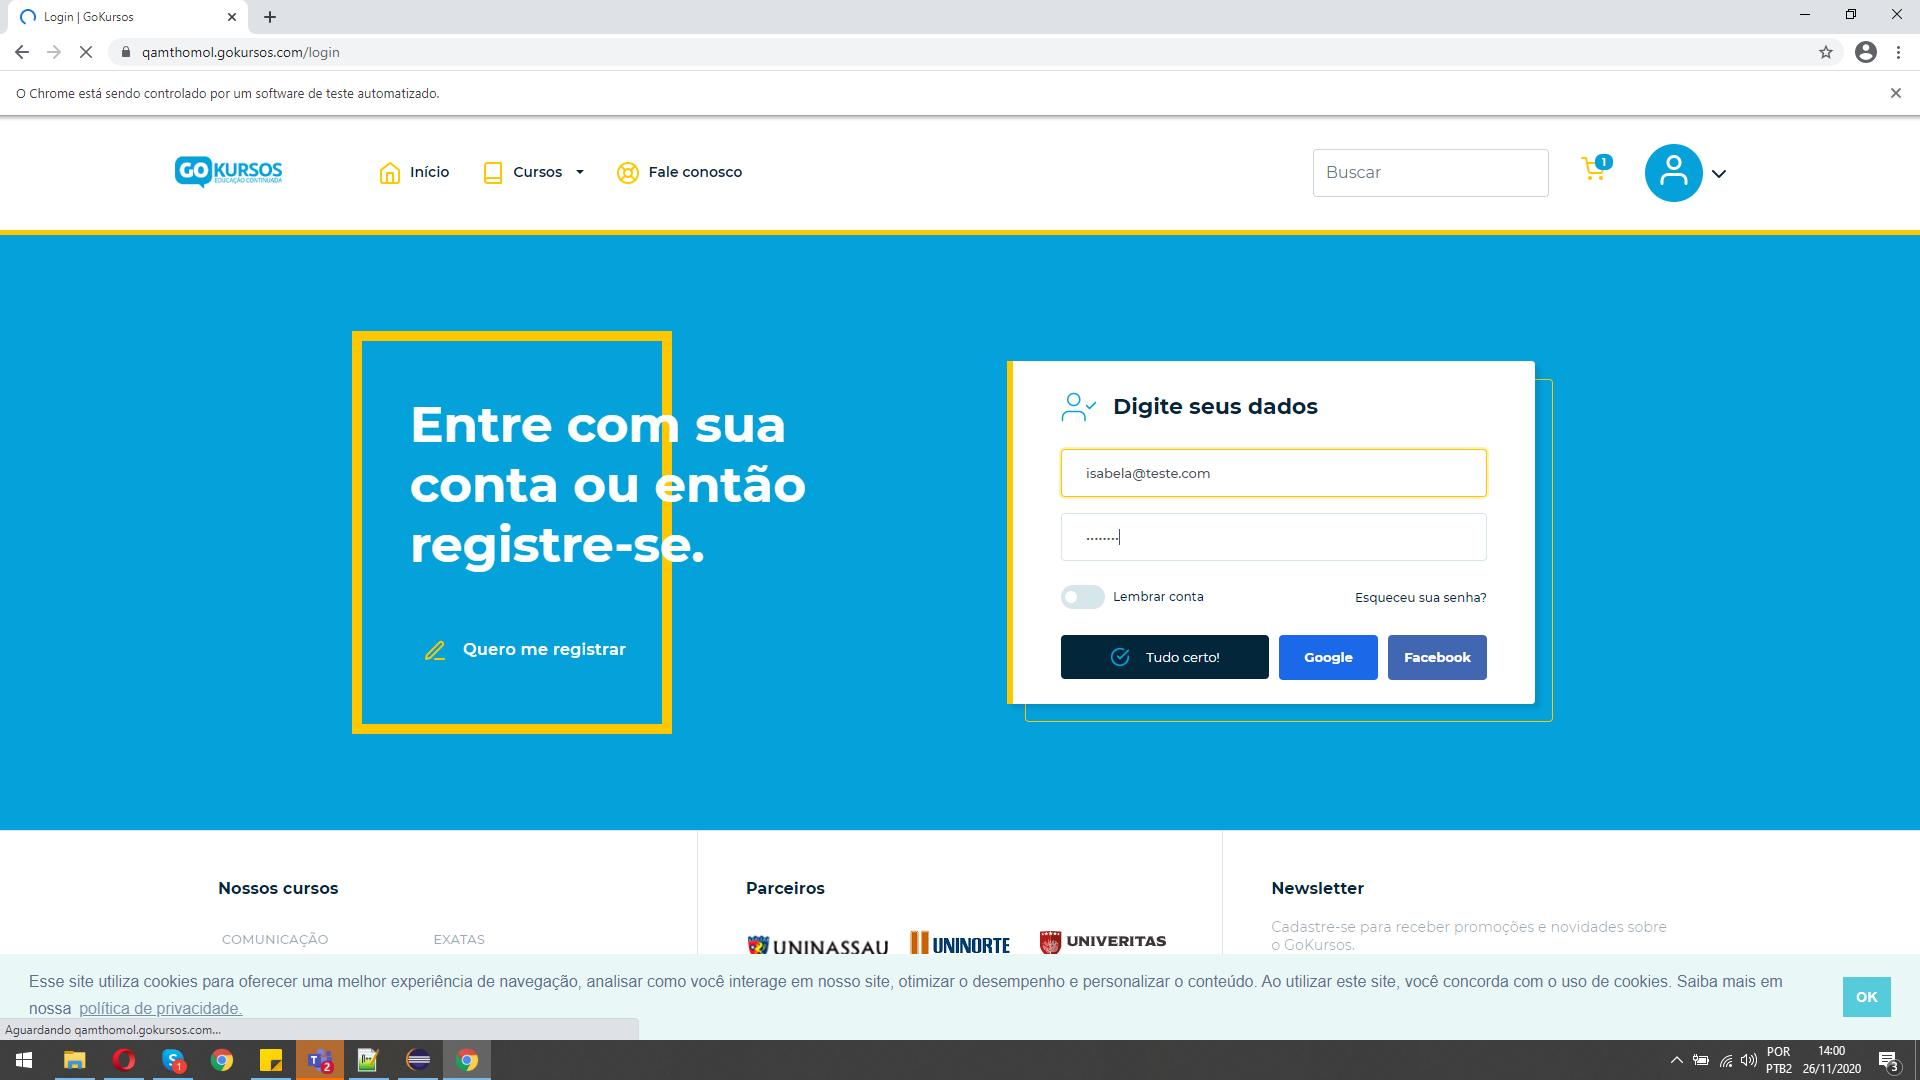 Login | GoKursos
qamthomol.gokursos.com/login
O Chrome está sendo controlado por um software de teste automatizado.
GO KURSOS
EDUCAÇÃO CONTINUADA
Início
Cursos
Fale conosco
Buscar
1
Entre com sua
conta ou então
registre-se.
Quero me registrar
Digite seus dados
isabela@teste.com
........
Lembrar conta
Esqueceu sua senha?
Tudo certo!
Google
Facebook
Nossos cursos
COMUNICAÇÃO
EXATAS
Parceiros
UNINASSAU
UNINORTE
UNIVERITAS
Newsletter
Cadastre-se para receber promoções e novidades sobre
o GoKursos.
Esse site utiliza cookies para oferecer uma melhor experiência de navegação, analisar como você interage em nosso site, otimizar o desempenho e personalizar o conteúdo. Ao utilizar este site, você concorda com o uso de cookies. Saiba mais em
nossa política de privacidade.
OK
Aguardando qamthomol.gokursos.com...
1
2
POR
PTB2
14:00
26/11/2020
3